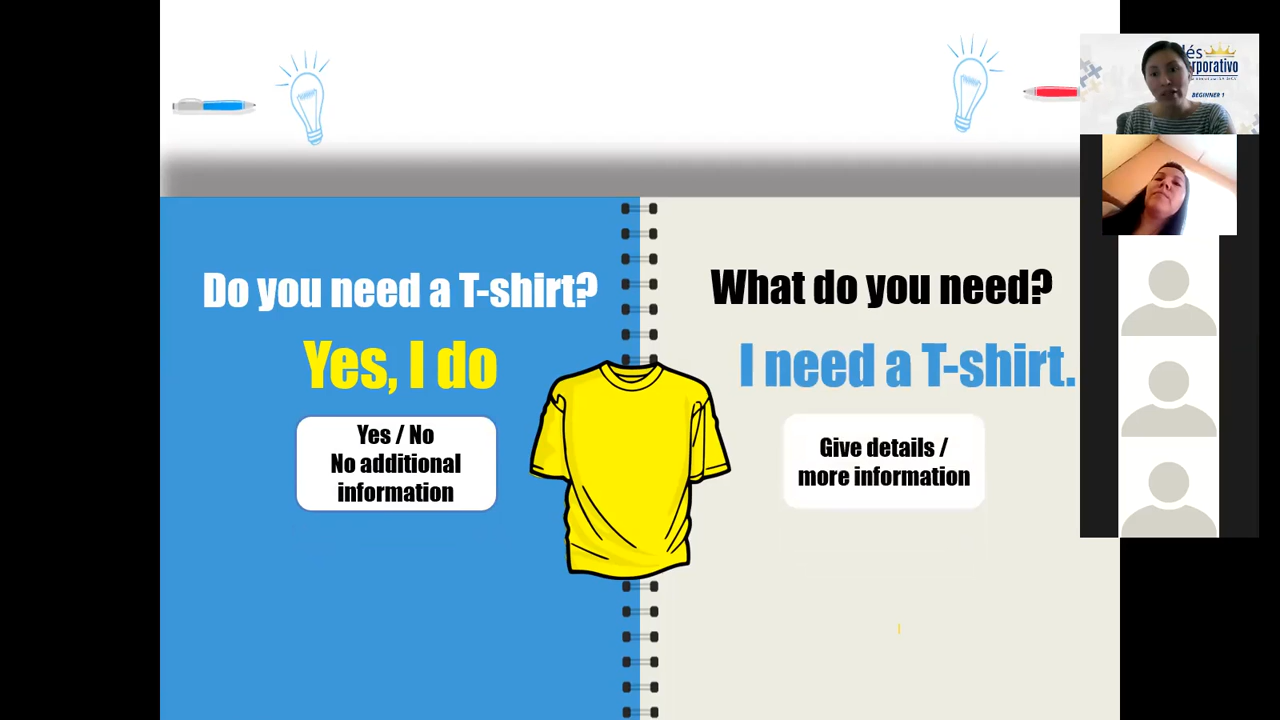 Do you need a T-shirt?
Yes, I do
Yes / No
No additional
information
What do you need?
I need a T-shirt.
Give details /
more information
BEGINNER 1